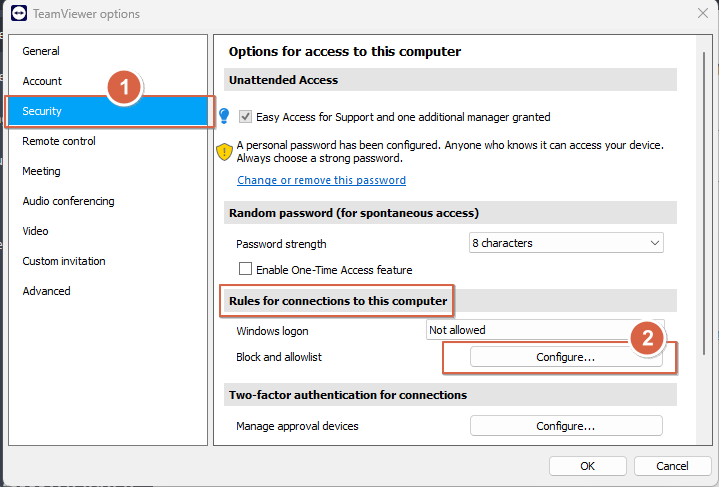 TeamViewer options
General
Account
1
Security
Remote control
Meeting
Audio conferencing
Video
Custom invitation
Advanced
Options for access to this computer
Unattended Access
Easy Access for Support and one additional manager granted
A personal password has been configured. Anyone who knows it can access your device.
Always choose a strong password.
Change or remove this password
Random password (for spontaneous access)
Password strength
8 characters
Enable One-Time Access feature
Rules for connections to this computer
Windows logon
Not allowed
2
Block and allowlist
Configure...
Two-factor authentication for connections
Manage approval devices
Configure...
OK
Cancel